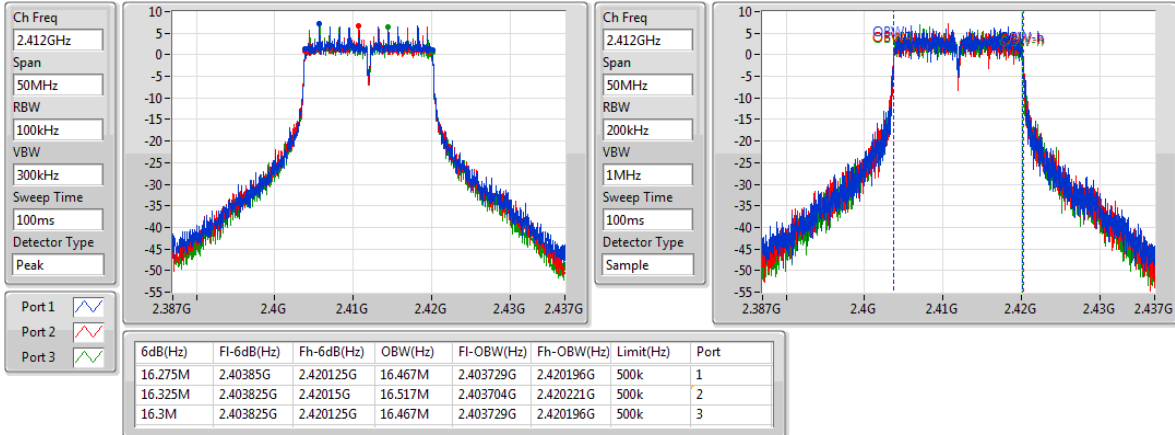 Ch Freq
2.412GHz
Span
50MHz
RBW
100kHz
VBW
300kHz
Sweep Time
100ms
Detector Type
Peak
Port 1
Port 2
Port 3
10
5
0
-5
-10
-15
-20
-25
-30
-35
-40
-45
-50
-55
2.387G 2.4G 2.41G 2.42G 2.43G 2.437G
Ch Freq
2.412GHz
Span
50MHz
RBW
200kHz
VBW
1MHz
Sweep Time
100ms
Detector Type
Sample
10
5
0
-5
-10
-15
-20
-25
-30
-35
-40
-45
-50
-55
2.387G 2.4G 2.41G 2.42G 2.43G 2.437G
6dB(Hz) Fl-6dB(Hz) Fh-6dB(Hz) OBW(Hz) Fl-OBW(Hz) Fh-OBW(Hz) Limit(Hz) Port
16.275M 2.40385G 2.420125G 16.467M 2.403729G 2.420196G 500k 1
16.325M 2.403825G 2.42015G 16.517M 2.403704G 2.420221G 500k 2
16.3M 2.403825G 2.420125G 16.467M 2.403729G 2.420196G 500k 3